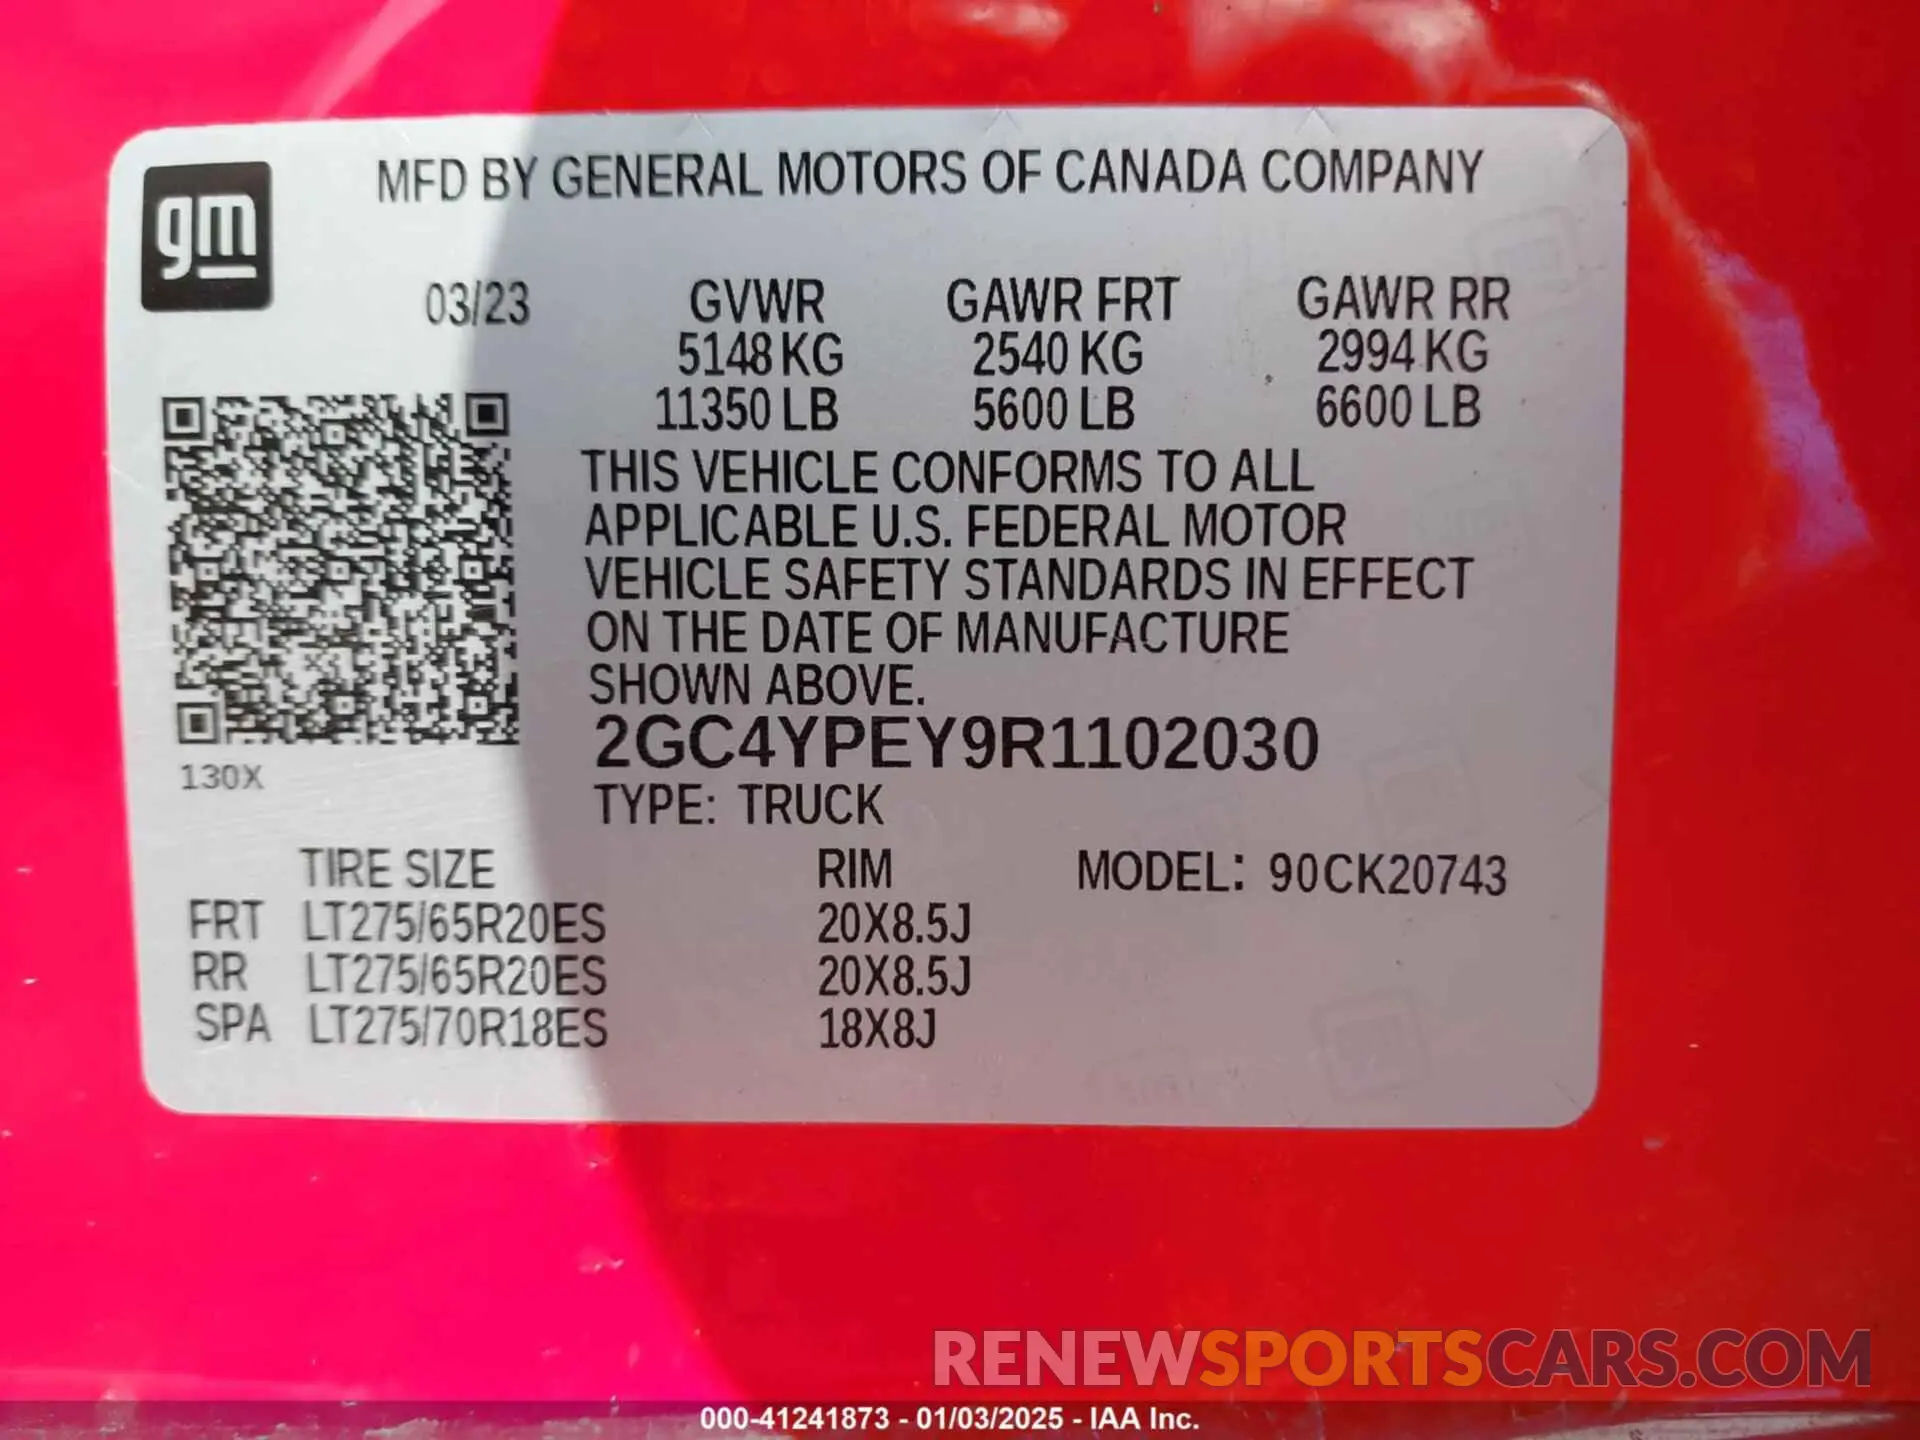 gm
MFD BY GENERAL MOTORS OF CANADA COMPANY
03/23 GVWR GAWR FRT GAWR RR
5148 KG 2540 KG 2994 KG
11350 LB 5600 LB 6600 LB
THIS VEHICLE CONFORMS TO ALL
APPLICABLE U.S. FEDERAL MOTOR
VEHICLE SAFETY STANDARDS IN EFFECT
ON THE DATE OF MANUFACTURE
SHOWN ABOVE.
2GC4YPEY9R1102030
130X
TYPE: TRUCK
TIRE SIZE RIM MODEL: 90CK20743
FRT LT275/65R20ES 20X8.5J
RR LT275/65R20ES 20X8.5J
SPA LT275/70R18ES 18X8J
RENEWSPORTSCARS.COM
000-41241873 - 01/03/2025 - IAA Inc.